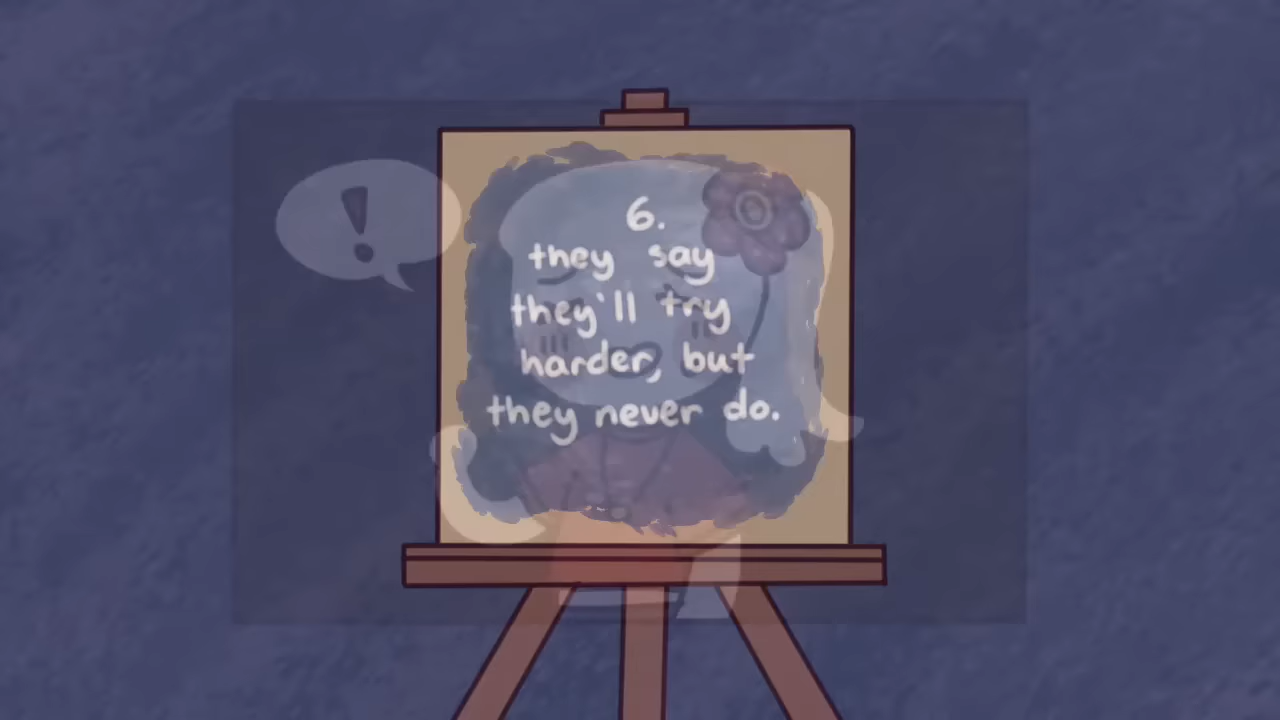 !
6.
they say
they'll try
harder, but
they never do.